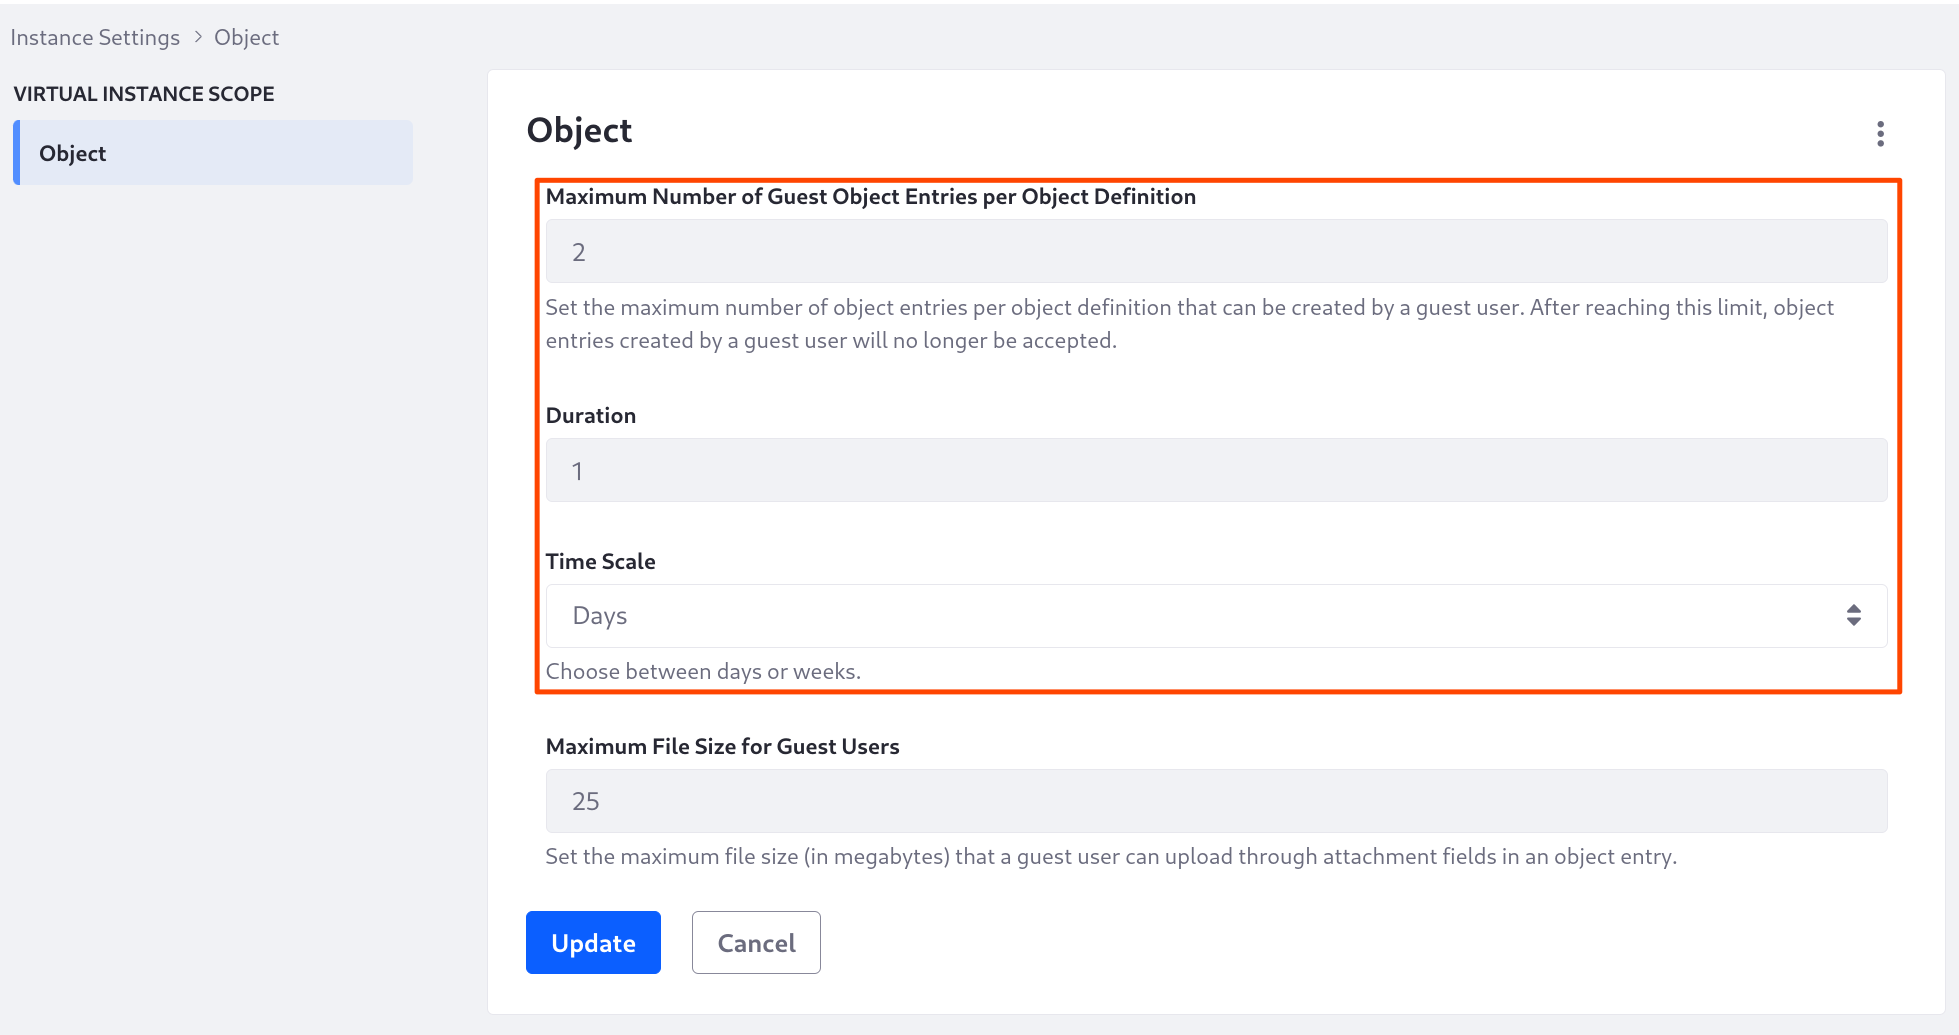 Instance Settings > Object
VIRTUAL INSTANCE SCOPE
Object
Object
Maximum Number of Guest Object Entries per Object Definition
2
Set the maximum number of object entries per object definition that can be created by a guest user. After reaching this limit, object
entries created by a guest user will no longer be accepted.
Duration
1
Time Scale
Days
Choose between days or weeks.
Maximum File Size for Guest Users
25
Set the maximum file size (in megabytes) that a guest user can upload through attachment fields in an object entry.
Update Cancel